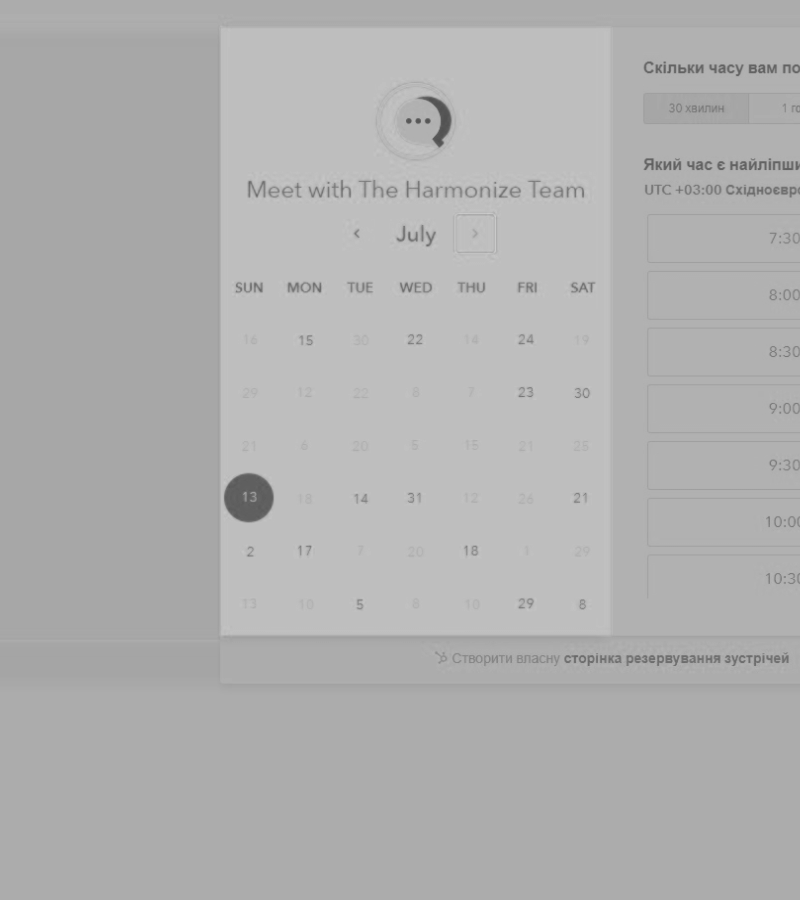 Meet with The Harmonize Team
July
SUN MON TUE WED THU FRI SAT
16 15 30 22 14 24 19
29 12 22 8 7 23 30
21 6 20 5 15 21 25
13 18 14 31 12 26 21
2 17 7 20 18 1 29
13 10 5 8 10 29 8
Скільки часу вам по
30 хвилин 1 го
Який час є найліпши
UTC +03:00 Східноєвро
7:30
8:00
8:30
9:00
9:30
10:00
10:30
Створити власну сторінка резервування зустрічей